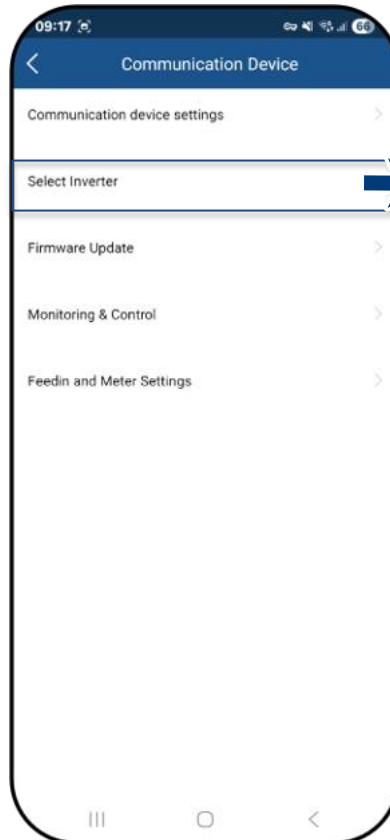 09:17
66
Communication Device
Communication device settings
Select Inverter
Firmware Update
Monitoring & Control
Feedin and Meter Settings